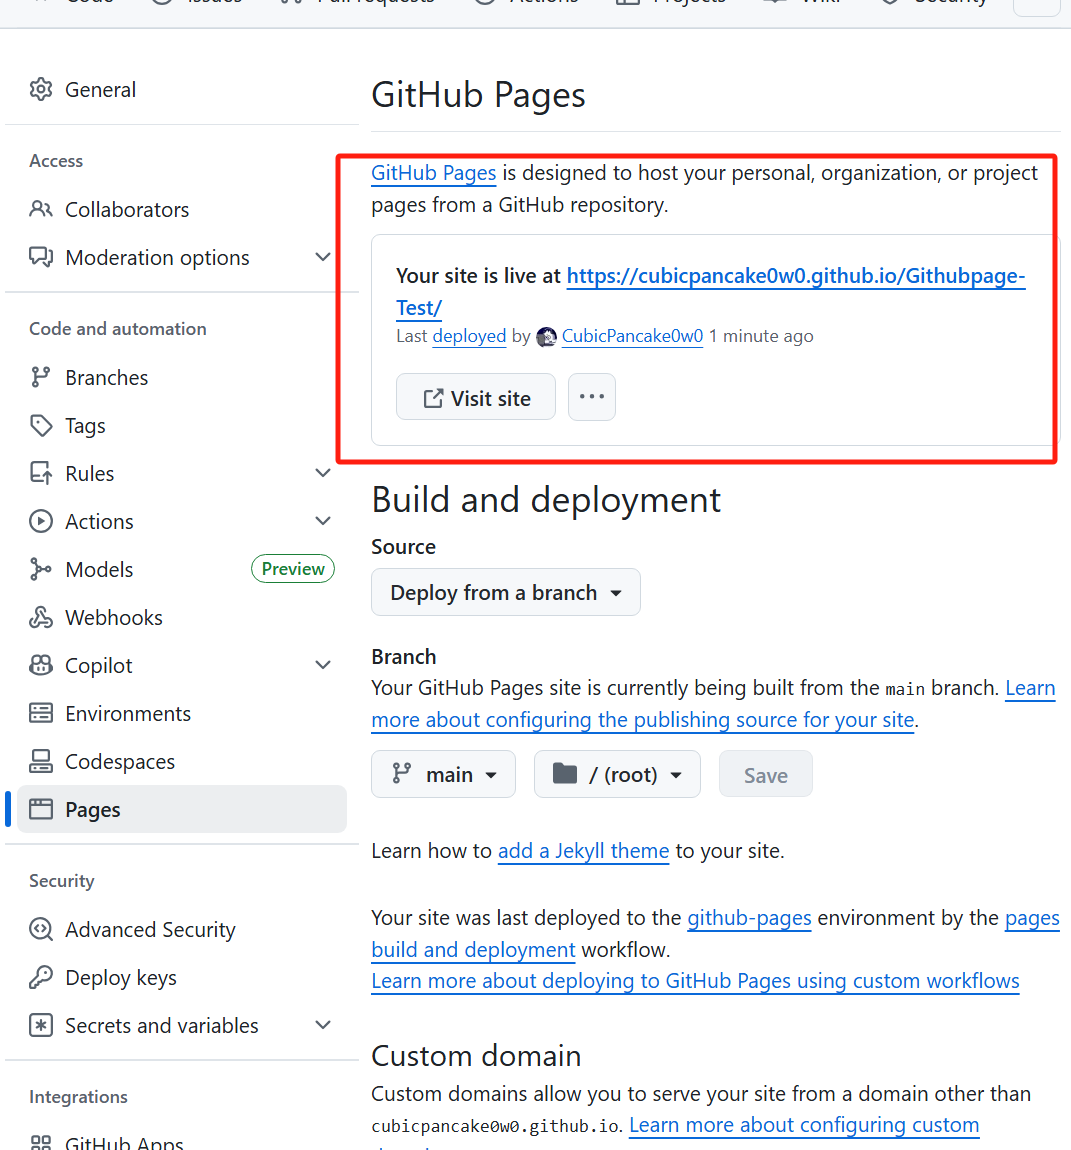 Code Issues Pull requests Actions Projects Wiki Security
General
Access
Collaborators
Moderation options
Code and automation
Branches
Tags
Rules
Actions
Models Preview
Webhooks
Copilot
Environments
Codespaces
Pages
Security
Advanced Security
Deploy keys
Secrets and variables
Integrations
GitHub Apps
GitHub Pages
GitHub Pages is designed to host your personal, organization, or project
pages from a GitHub repository.
Your site is live at https://cubicpancake0w0.github.io/Githubpage-
Test/
Last deployed by CubicPancake0w0 1 minute ago
Visit site
Build and deployment
Source
Deploy from a branch
Branch
Your GitHub Pages site is currently being built from the main branch. Learn
more about configuring the publishing source for your site.
main / (root) Save
Learn how to add a Jekyll theme to your site.
Your site was last deployed to the github-pages environment by the pages
build and deployment workflow.
Learn more about deploying to GitHub Pages using custom workflows
Custom domain
Custom domains allow you to serve your site from a domain other than
cubicpancake0w0.github.io. Learn more about configuring custom